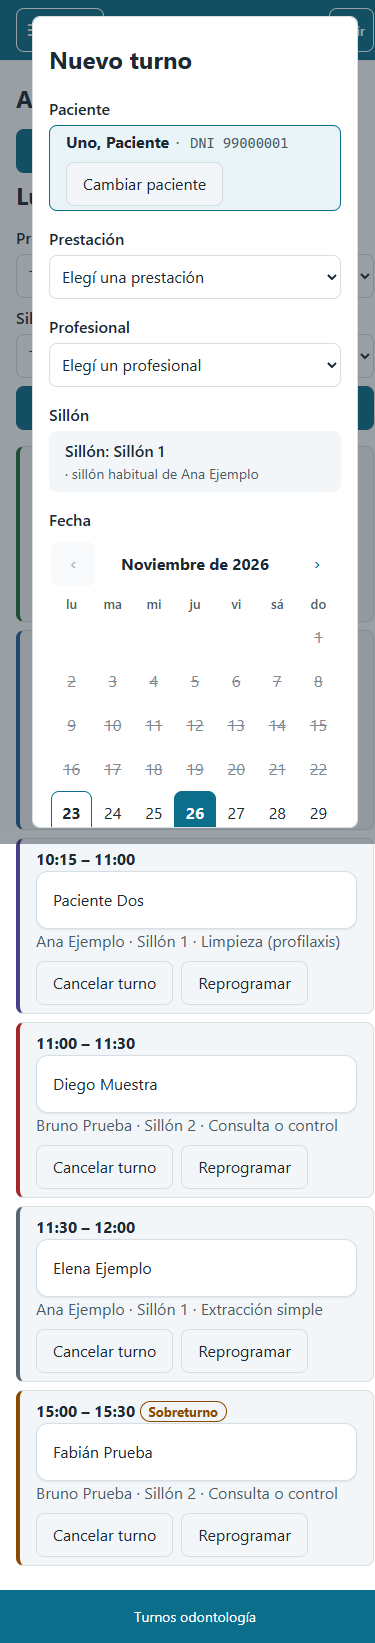 Nuevo turno
Paciente
Uno, Paciente · DNI 99000001
Cambiar paciente
Prestación
Elegí una prestación
Profesional
Elegí un profesional
Sillón
Sillón: Sillón 1
· sillón habitual de Ana Ejemplo
Fecha
‹ Noviembre de 2026 ›
lu ma mi ju vi sá do
1
2 3 4 5 6 7 8
9 10 11 12 13 14 15
16 17 18 19 20 21 22
23 24 25 26 27 28 29
10:15 – 11:00
Paciente Dos
Ana Ejemplo · Sillón 1 · Limpieza (profilaxis)
Cancelar turno Reprogramar
11:00 – 11:30
Diego Muestra
Bruno Prueba · Sillón 2 · Consulta o control
Cancelar turno Reprogramar
11:30 – 12:00
Elena Ejemplo
Ana Ejemplo · Sillón 1 · Extracción simple
Cancelar turno Reprogramar
15:00 – 15:30 Sobreturno
Fabián Prueba
Bruno Prueba · Sillón 2 · Consulta o control
Cancelar turno Reprogramar
Turnos odontología